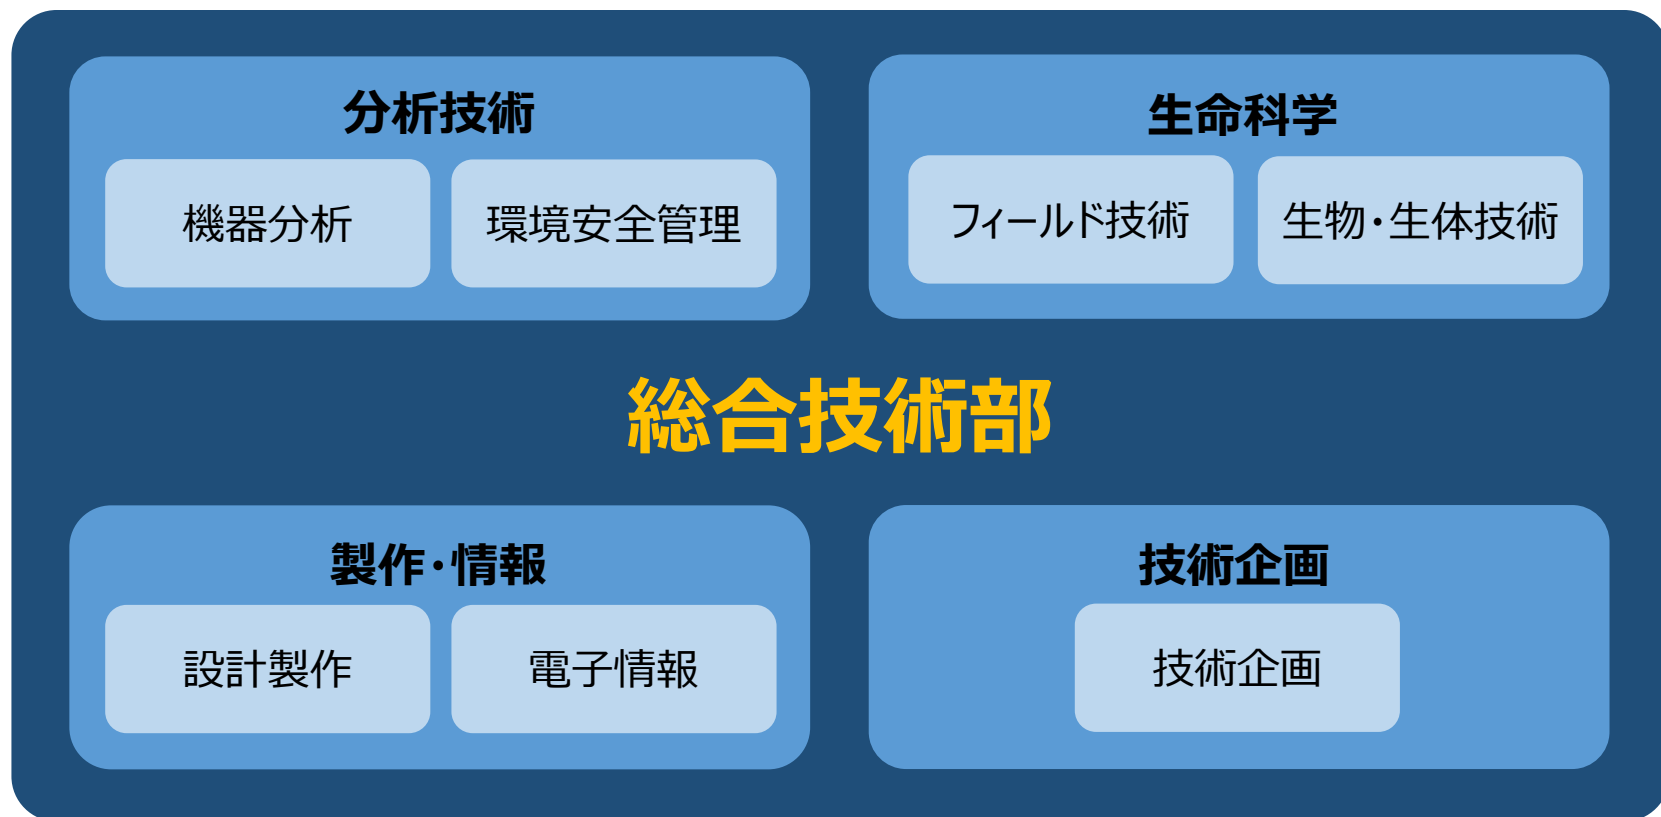 分析技術
機器分析
環境安全管理
生命科学
フィールド技術
生物・生体技術
総合技術部
製作・情報
設計製作
電子情報
技術企画
技術企画